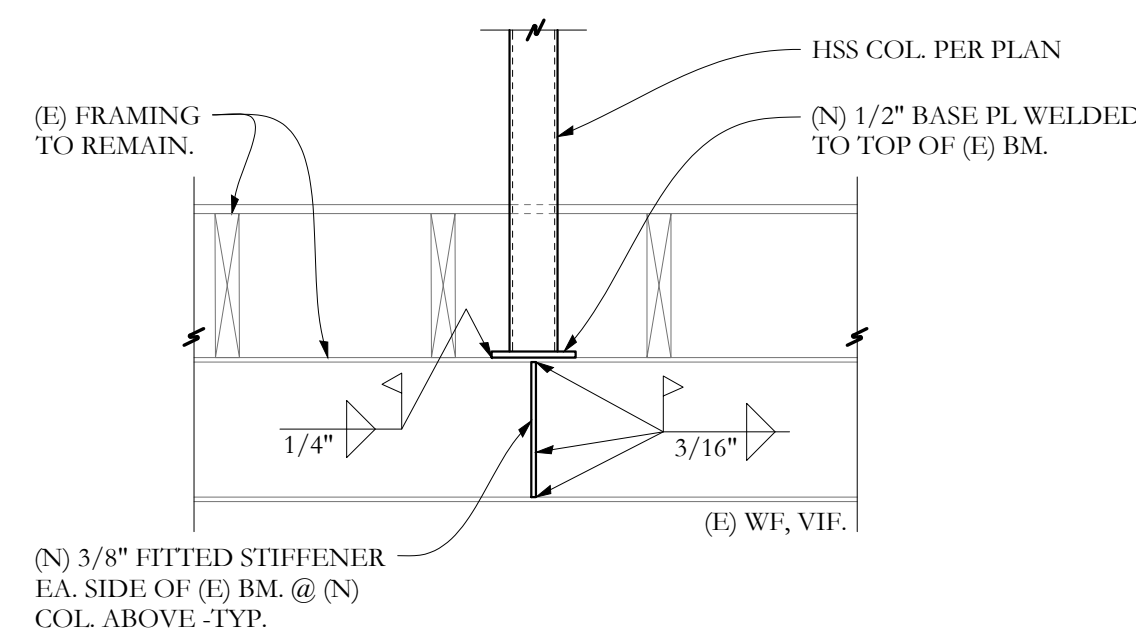 HSS COL. PER PLAN
(E) FRAMING
TO REMAIN.
(N) 1/2" BASE PL WELDED
TO TOP OF (E) BM.
1/4"
3/16"
(E) WF, VIF.
(N) 3/8" FITTED STIFFENER
EA. SIDE OF (E) BM. @ (N)
COL. ABOVE -TYP.